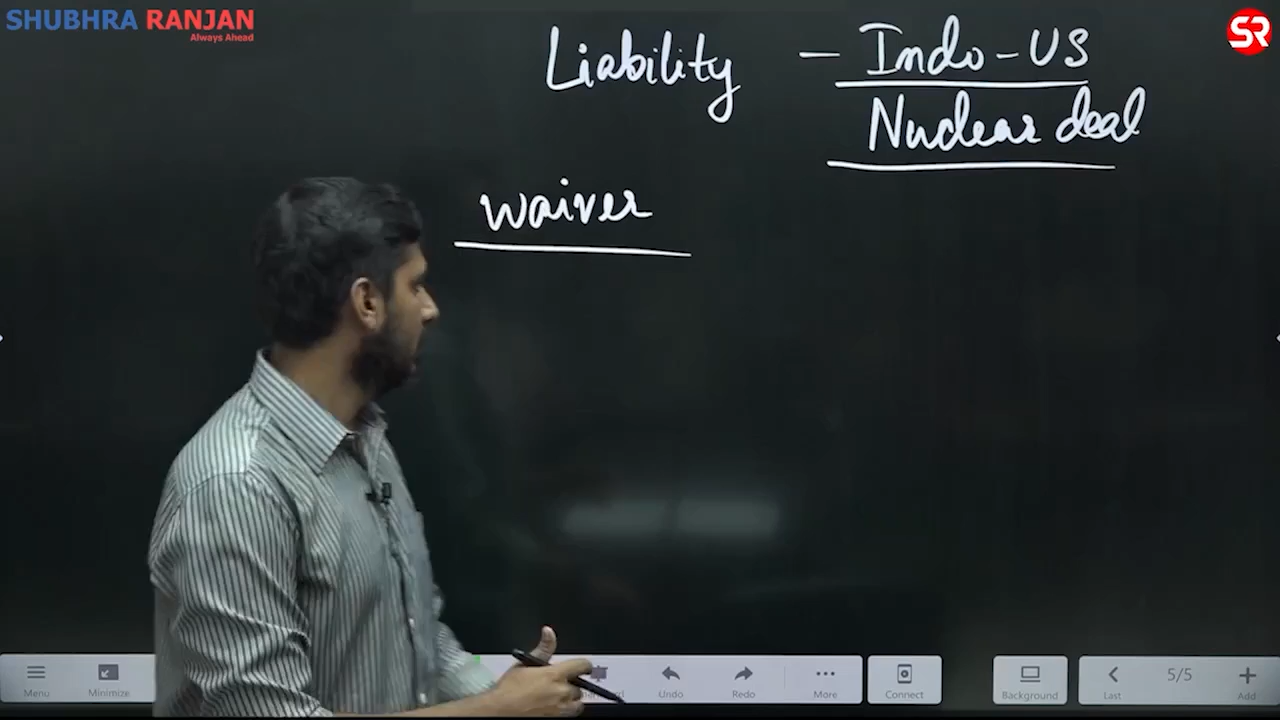 SHUBHRA RANJAN
Always Ahead
SR
Liability - Indo-US
Nuclear deal
Waiver
Menu
Minimize
Undo
Redo
More
Connect
Background
Last
5/5
Add